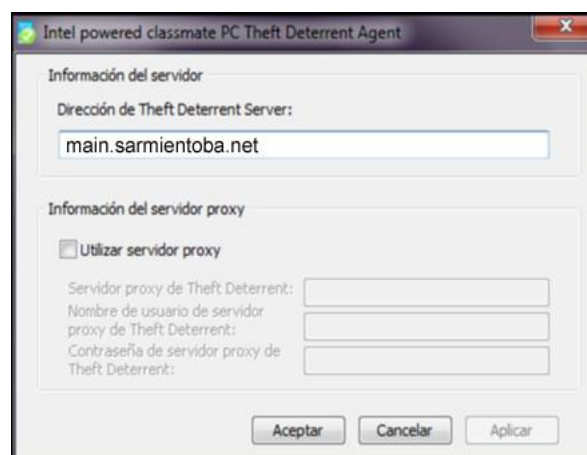 Intel powered classmate PC Theft Deterrent Agent
Información del servidor
Dirección de Theft Deterrent Server:
main.sarmientoba.net
Información del servidor proxy
Utilizar servidor proxy
Servidor proxy de Theft Deterrent:
Nombre de usuario de servidor
proxy de Theft Deterrent:
Contraseña de servidor proxy de
Theft Deterrent:
Aceptar Cancelar Aplicar